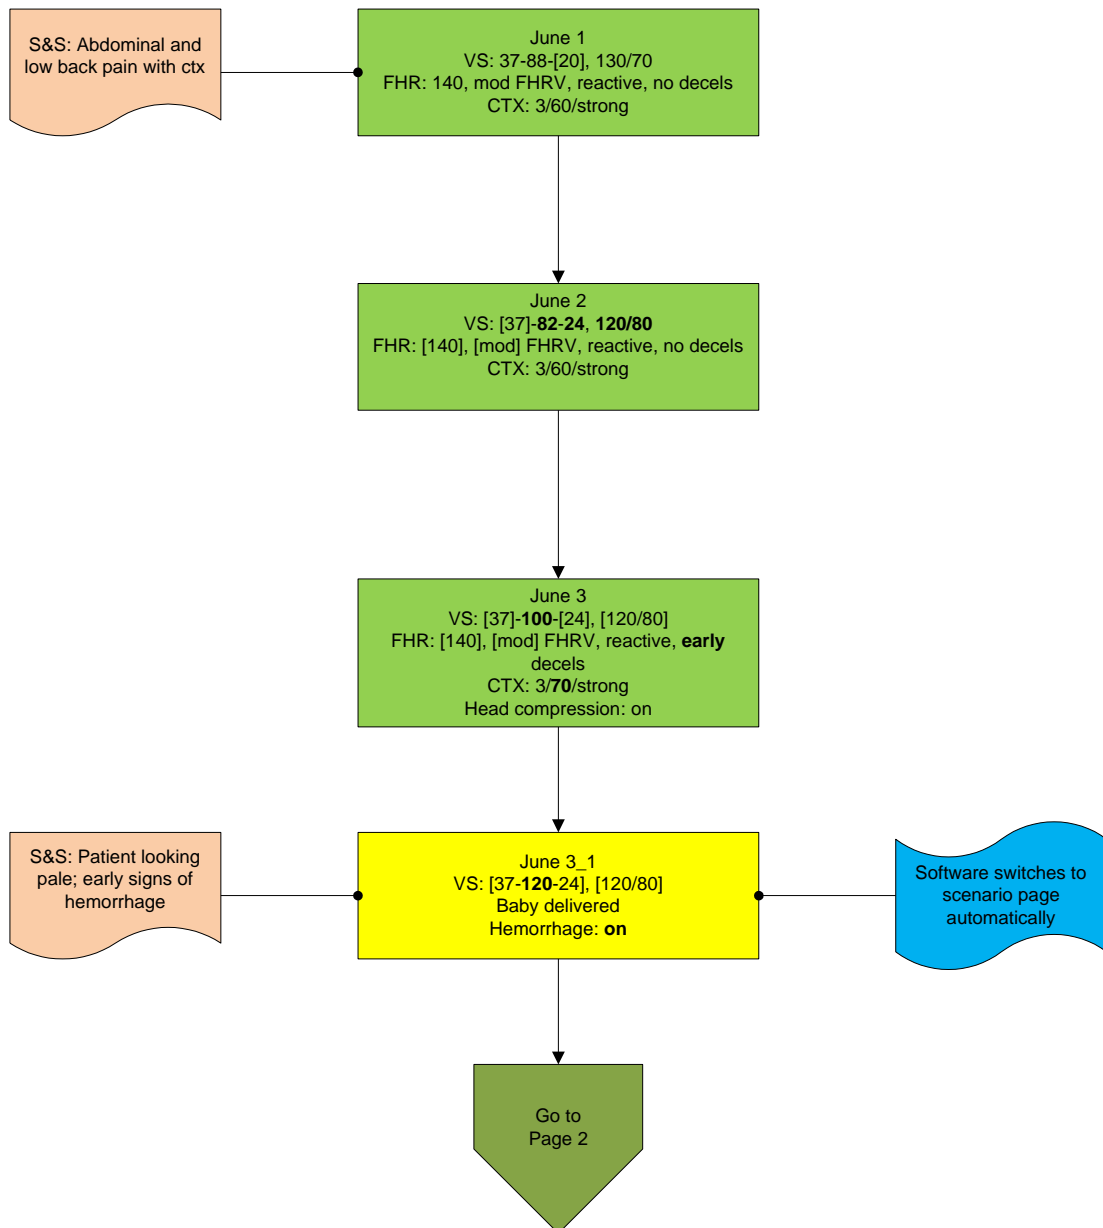 S&S: Abdominal and
low back pain with ctx
June 1
VS: 37-88-[20], 130/70
FHR: 140, mod FHRV, reactive, no decels
CTX: 3/60/strong
June 2
VS: [37]-82-24, 120/80
FHR: [140], [mod] FHRV, reactive, no decels
CTX: 3/60/strong
June 3
VS: [37]-100-[24], [120/80]
FHR: [140], [mod] FHRV, reactive, early
decels
CTX: 3/70/strong
Head compression: on
S&S: Patient looking
pale; early signs of
hemorrhage
June 3_1
VS: [37-120-24], [120/80]
Baby delivered
Hemorrhage: on
Software switches to
scenario page
automatically
Go to
Page 2